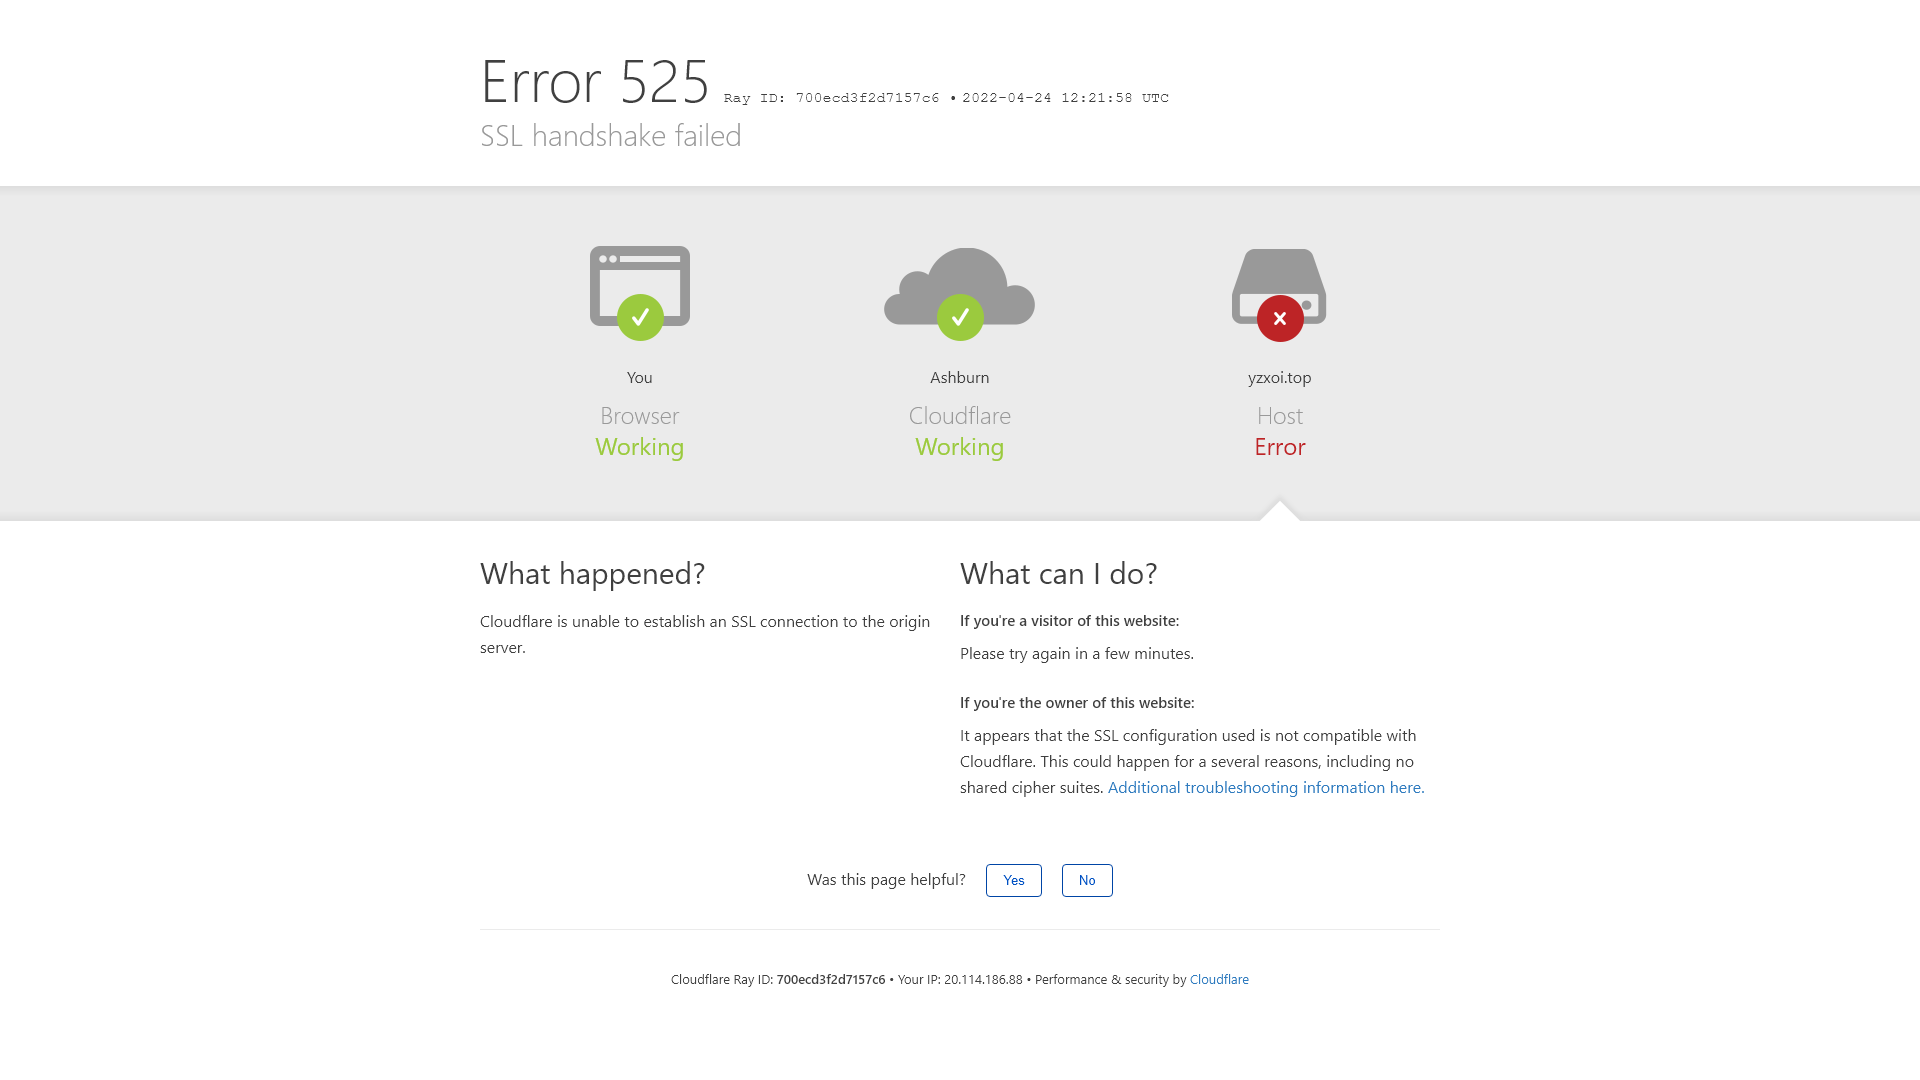 Error 525 Ray ID: 700ecd3f2d7157c6 • 2022-04-24 12:21:58 UTC
SSL handshake failed
You
Browser
Working
Ashburn
Cloudflare
Working
yzxoi.top
Host
Error
What happened?
Cloudflare is unable to establish an SSL connection to the origin
server.
What can I do?
If you're a visitor of this website:
Please try again in a few minutes.
If you're the owner of this website:
It appears that the SSL configuration used is not compatible with
Cloudflare. This could happen for a several reasons, including no
shared cipher suites. Additional troubleshooting information here.
Was this page helpful? Yes No
Cloudflare Ray ID: 700ecd3f2d7157c6 • Your IP: 20.114.186.88 • Performance & security by Cloudflare